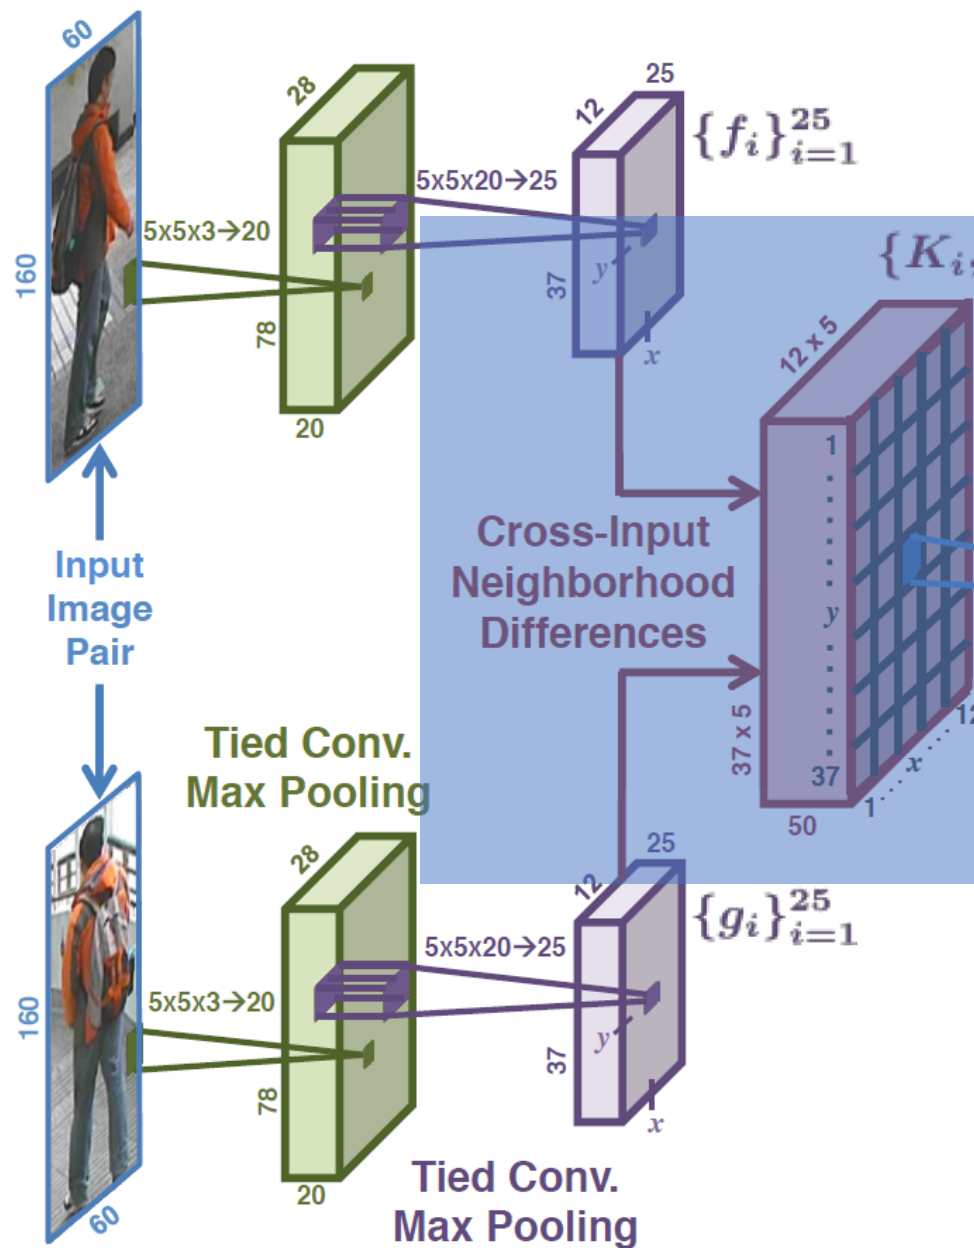 60
160
5x5x3→20
28
78
20
5x5x20→25
12
25
37
y
x
{f_i}_{i=1}^{25}
{K_i,
12 x 5
1
y
37
37 x 5
50
1
x
12
Cross-Input
Neighborhood
Differences
Input
Image
Pair
Tied Conv.
Max Pooling
160
60
5x5x3→20
28
78
20
5x5x20→25
12
25
37
y
x
{g_i}_{i=1}^{25}
Tied Conv.
Max Pooling